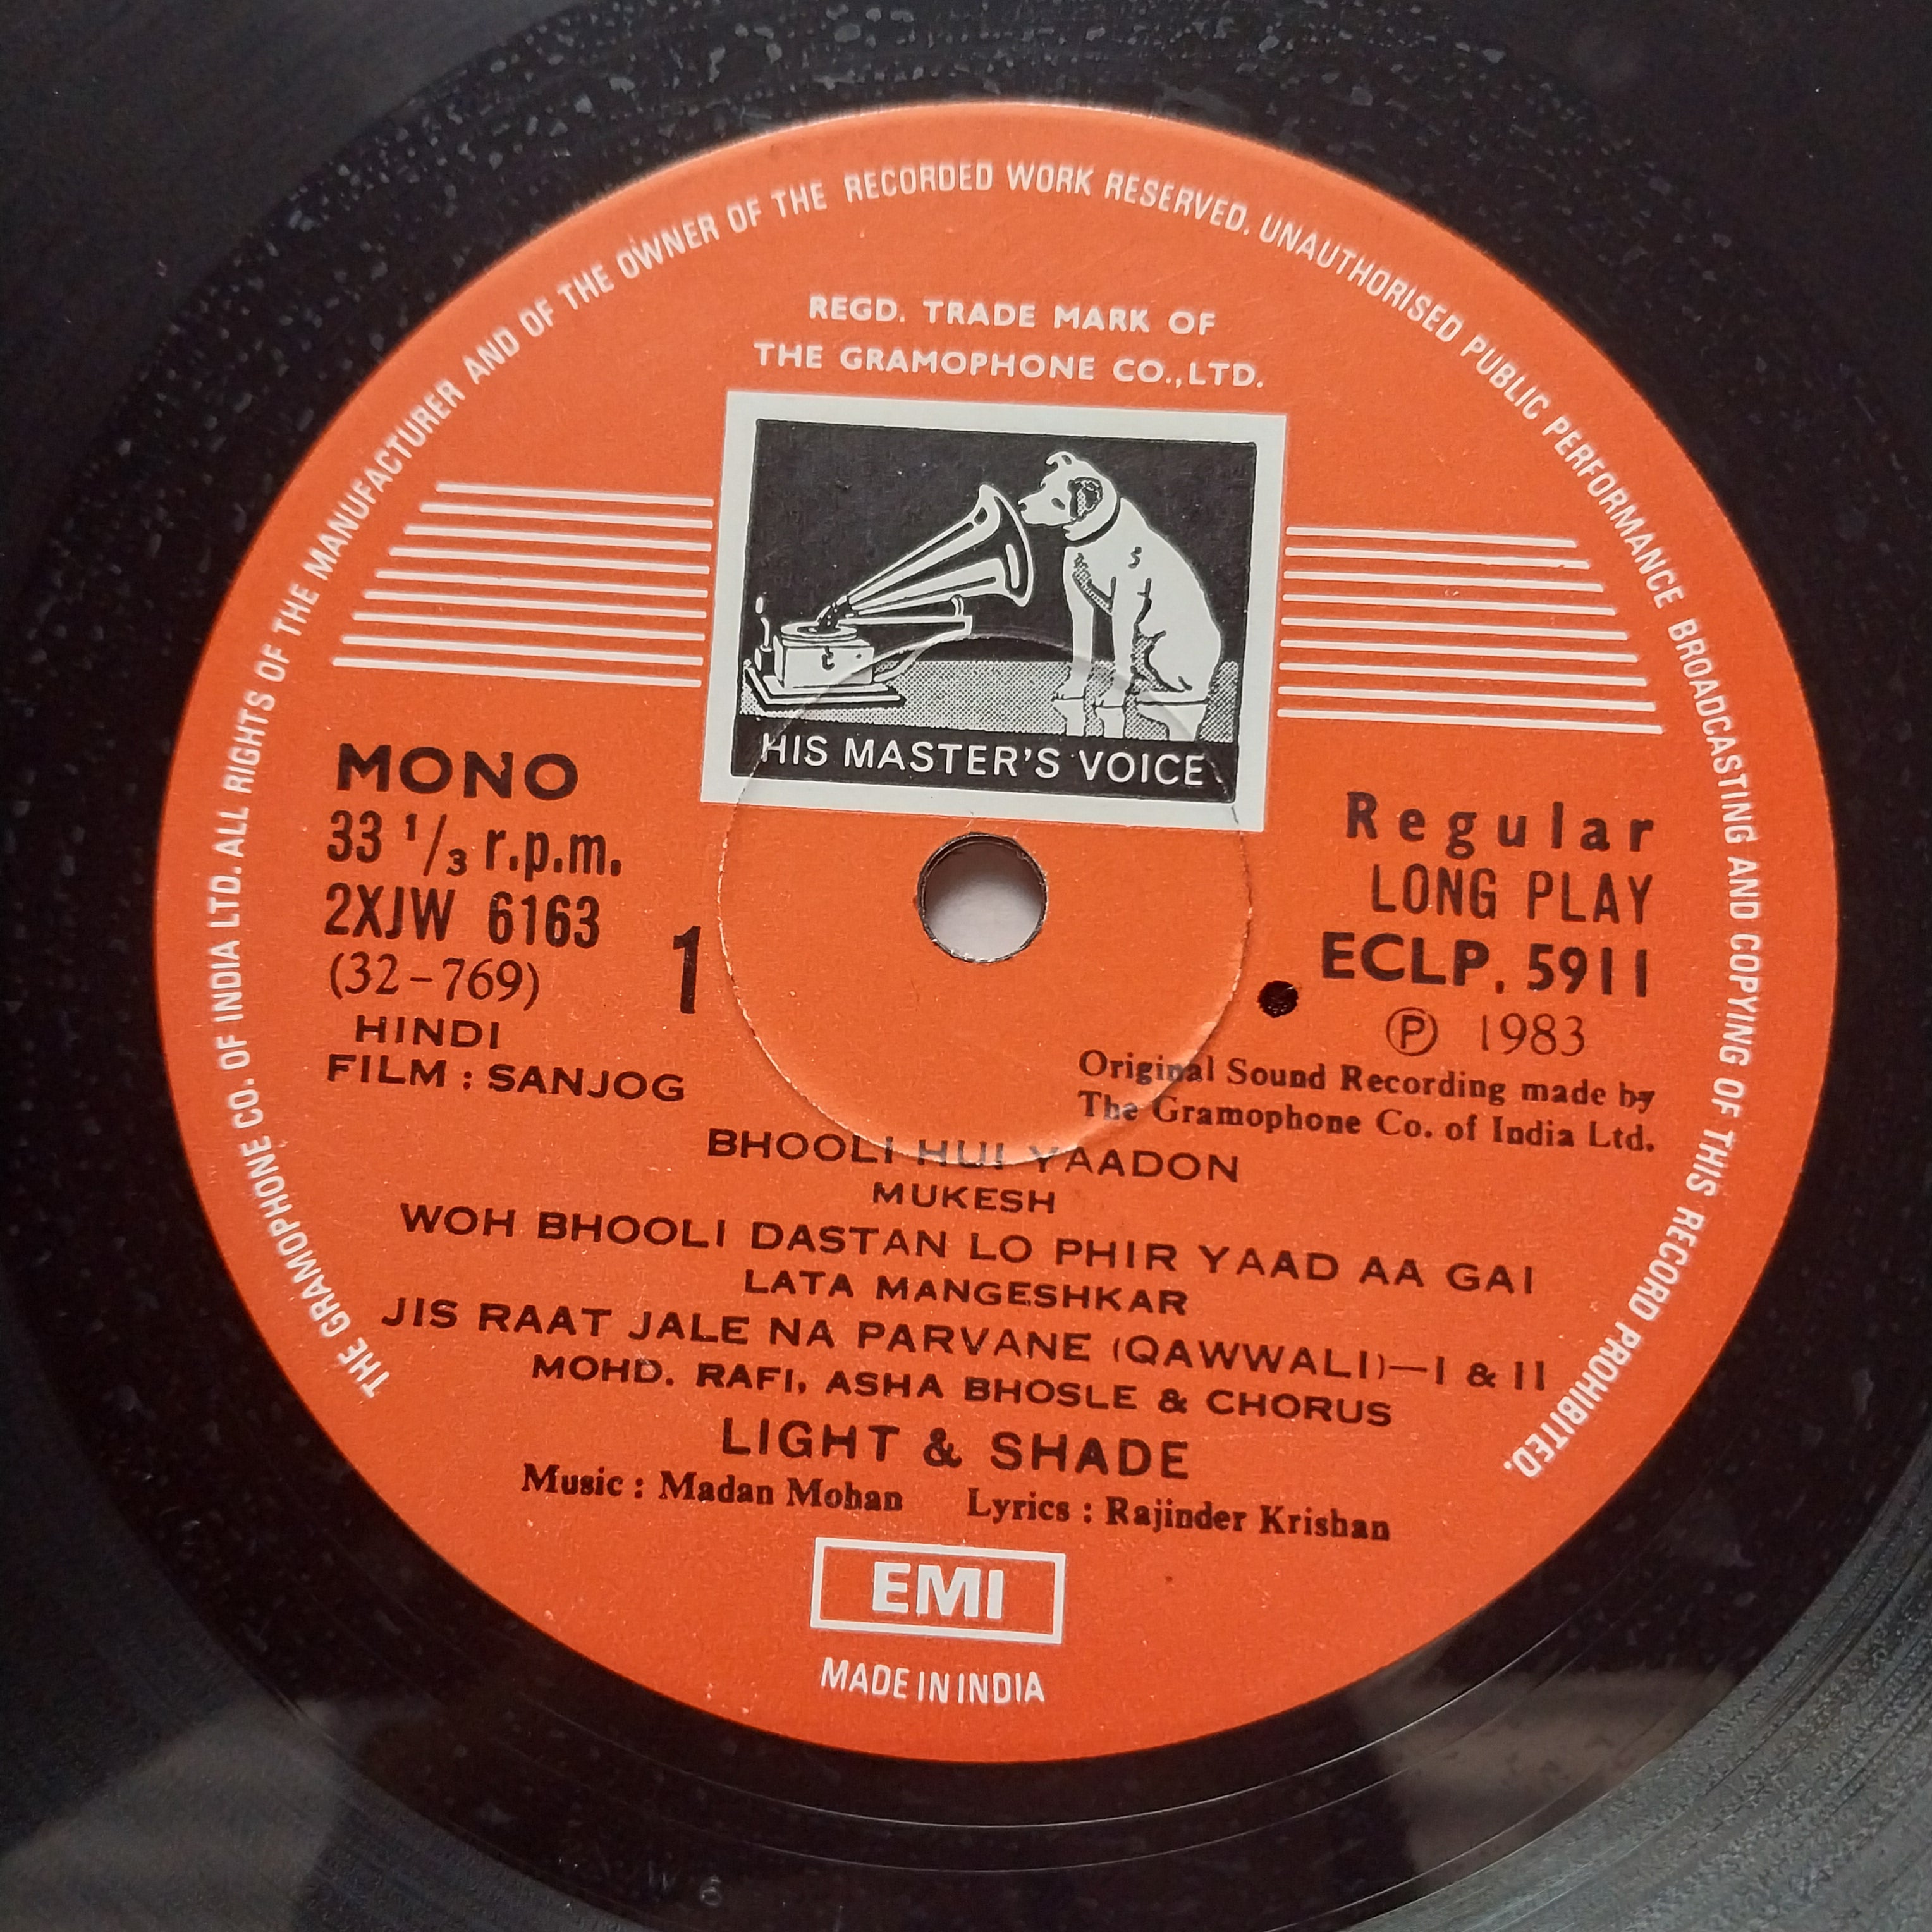 THE GRAMOPHONE CO. OF INDIA LTD. ALL RIGHTS OF THE MANUFACTURER AND OF THE OWNER OF THE RECORDED WORK RESERVED. UNAUTHORISED PUBLIC PERFORMANCE BROADCASTING AND COPYING OF THIS RECORD PROHIBITED.
REGD. TRADE MARK OF
THE GRAMOPHONE CO., LTD.
HIS MASTER'S VOICE
MONO
33 1/3 r.p.m.
2XJW 6163
(32-769)
1
HINDI
FILM : SANJOG
Regular
LONG PLAY
ECLP. 5911
Ⓟ 1983
Original Sound Recording made by
The Gramophone Co. of India Ltd.
BHOOLI HUI YAADON
MUKESH
WOH BHOOLI DASTAN LO PHIR YAAD AA GAI
LATA MANGESHKAR
JIS RAAT JALE NA PARVANE (QAWWALI)—I & II
MOHD. RAFI, ASHA BHOSLE & CHORUS
LIGHT & SHADE
Music : Madan Mohan Lyrics : Rajinder Krishan
EMI
MADE IN INDIA